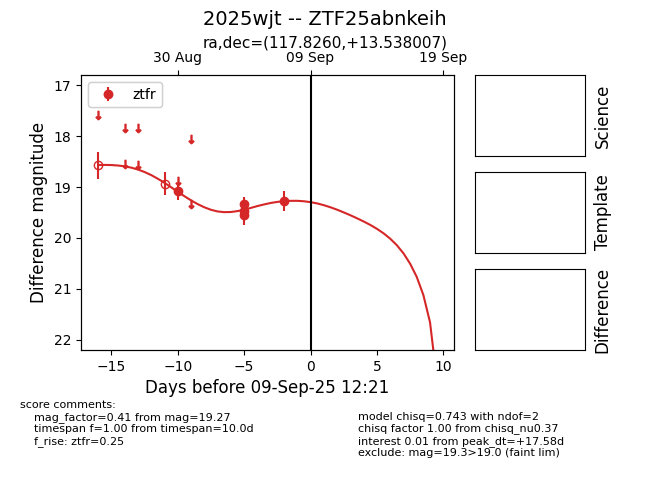 2025wjt -- ZTF25abnkeih
ra,dec=(117.8260,+13.538007)
30 Aug 09 Sep 19 Sep
ztfr
17
18
19
20
21
22
Difference magnitude
−15 −10 −5 0 5 10
Days before 09-Sep-25 12:21
Science
Template
Difference
score comments:
mag_factor=0.41 from mag=19.27
timespan f=1.00 from timespan=10.0d
f_rise: ztfr=0.25
model chisq=0.743 with ndof=2
chisq factor 1.00 from chisq_nu0.37
interest 0.01 from peak_dt=+17.58d
exclude: mag=19.3>19.0 (faint lim)